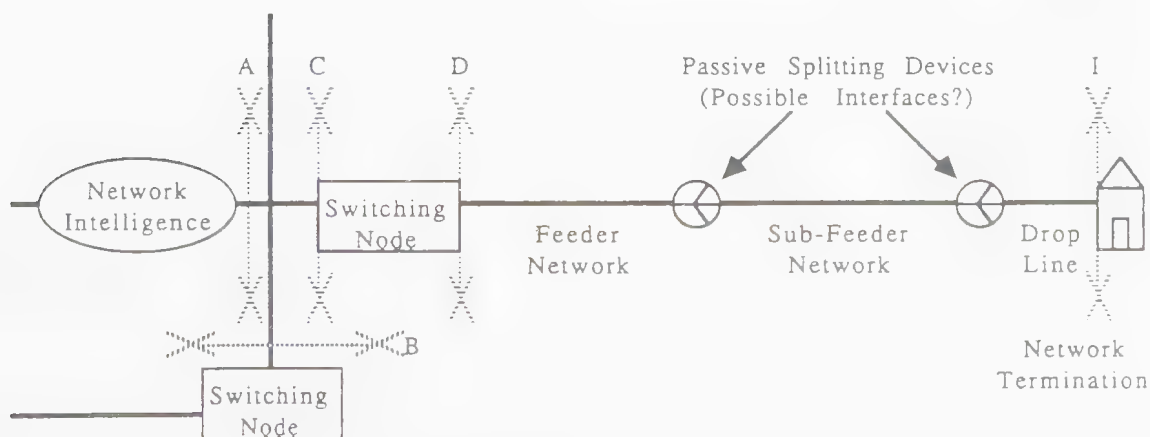 A
C
D
Passive Splitting Devices
(Possible Interfaces?)
I
Network
Intelligence
Switching
Node
Feeder
Network
Sub-Feeder
Network
Drop
Line
B
Network
Termination
Switching
Node